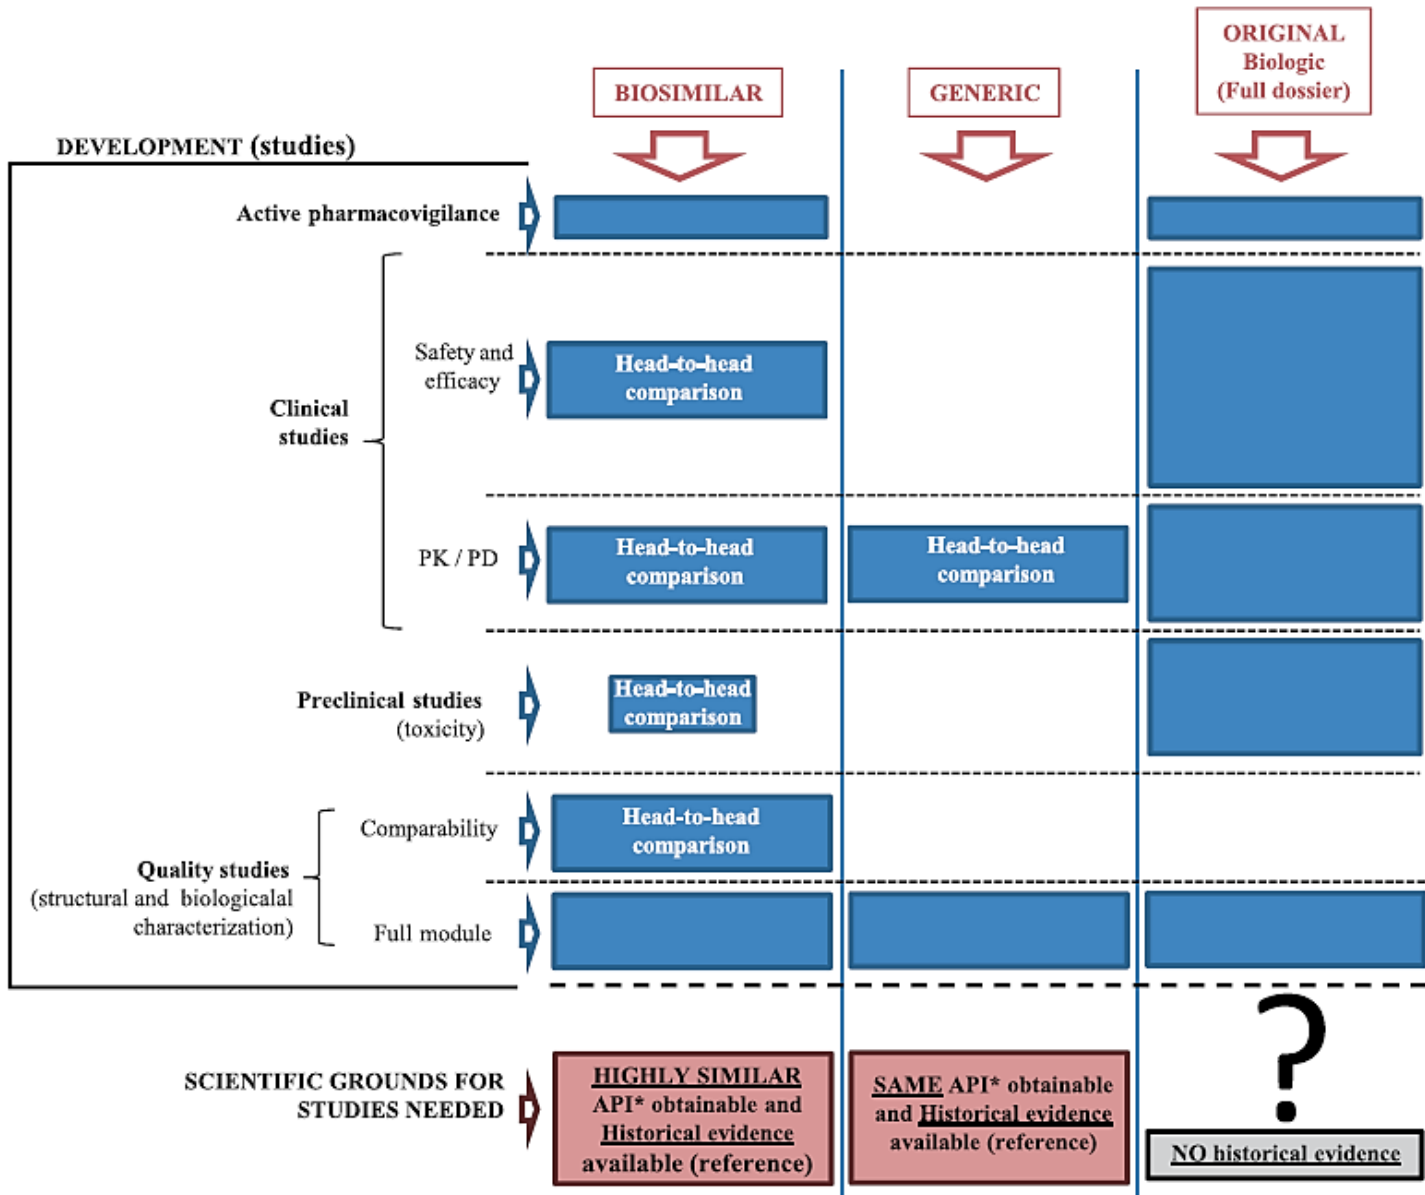 ORIGINAL
Biologic
(Full dossier)
BIOSIMILAR
GENERIC
DEVELOPMENT (studies)
Active pharmacovigilance
Clinical
studies
Safety and
efficacy
Head-to-head
comparison
PK / PD
Head-to-head
comparison
Head-to-head
comparison
Preclinical studies
(toxicity)
Head-to-head
comparison
Quality studies
(structural and biologicalal
characterization)
Comparability
Head-to-head
comparison
Full module
?
SCIENTIFIC GROUNDS FOR
STUDIES NEEDED
HIGHLY SIMILAR
API* obtainable and
Historical evidence
available (reference)
SAME API* obtainable
and Historical evidence
available (reference)
NO historical evidence